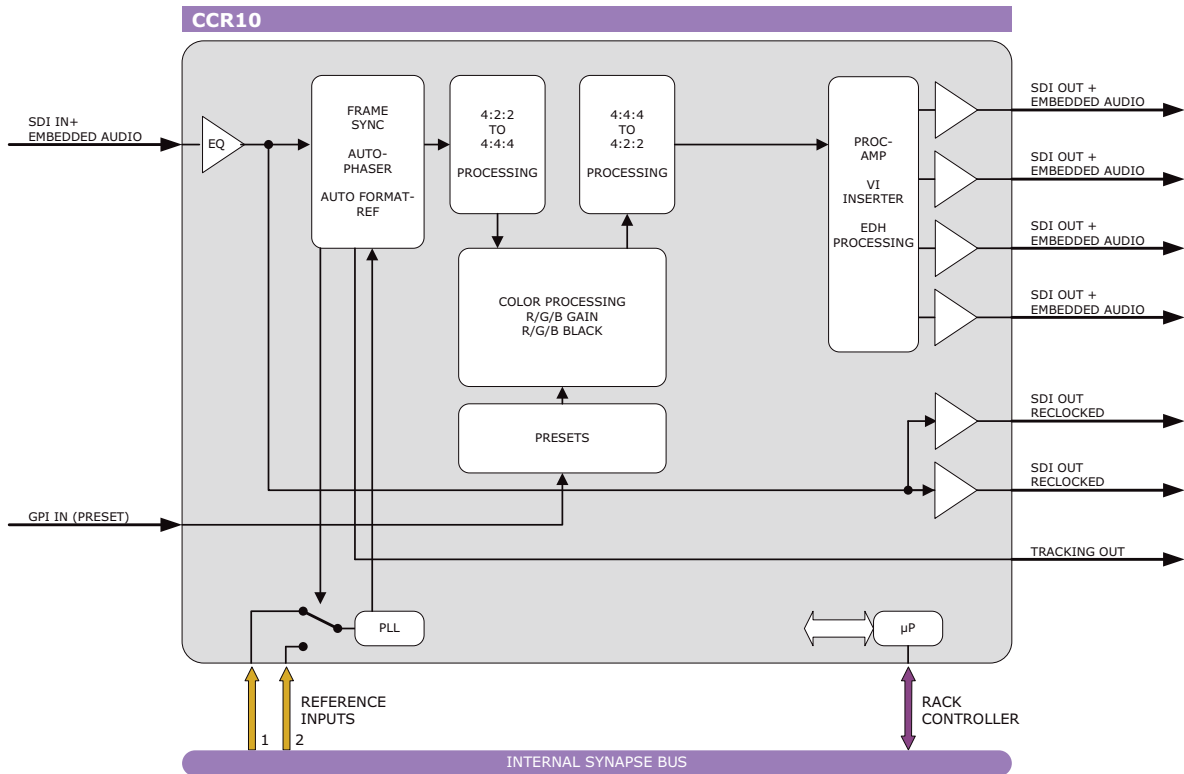 CCR10
SDI IN+
EMBEDDED AUDIO
EQ
FRAME
SYNC
AUTO-
PHASER
AUTO FORMAT-
REF
4:2:2
TO
4:4:4
PROCESSING
4:4:4
TO
4:2:2
PROCESSING
PROC-
AMP
VI
INSERTER
EDH
PROCESSING
SDI OUT +
EMBEDDED AUDIO
SDI OUT +
EMBEDDED AUDIO
SDI OUT +
EMBEDDED AUDIO
SDI OUT +
EMBEDDED AUDIO
COLOR PROCESSING
R/G/B GAIN
R/G/B BLACK
PRESETS
SDI OUT
RECLOCKED
SDI OUT
RECLOCKED
GPI IN (PRESET)
TRACKING OUT
PLL
µP
REFERENCE
INPUTS
1
2
RACK
CONTROLLER
INTERNAL SYNAPSE BUS